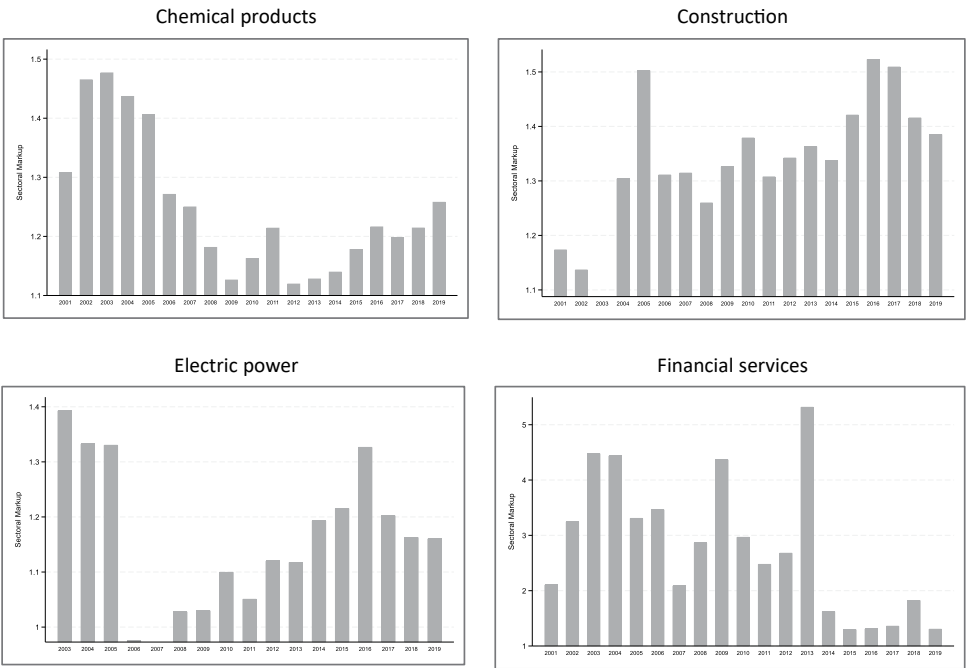 Chemical products
Construction
1.5
1.4
1.3
1.2
1.1
Sectoral Markup
2001 2002 2003 2004 2005 2006 2007 2008 2009 2010 2011 2012 2013 2014 2015 2016 2017 2018 2019
1.5
1.4
1.3
1.2
1.1
Sectoral Markup
2001 2002 2003 2004 2005 2006 2007 2008 2009 2010 2011 2012 2013 2014 2015 2016 2017 2018 2019
Electric power
Financial services
1.4
1.3
1.2
1.1
1
Sectoral Markup
2003 2004 2005 2006 2007 2008 2009 2010 2011 2012 2013 2014 2015 2016 2017 2018 2019
5
4
3
2
1
Sectoral Markup
2001 2002 2003 2004 2005 2006 2007 2008 2009 2010 2011 2012 2013 2014 2015 2016 2017 2018 2019